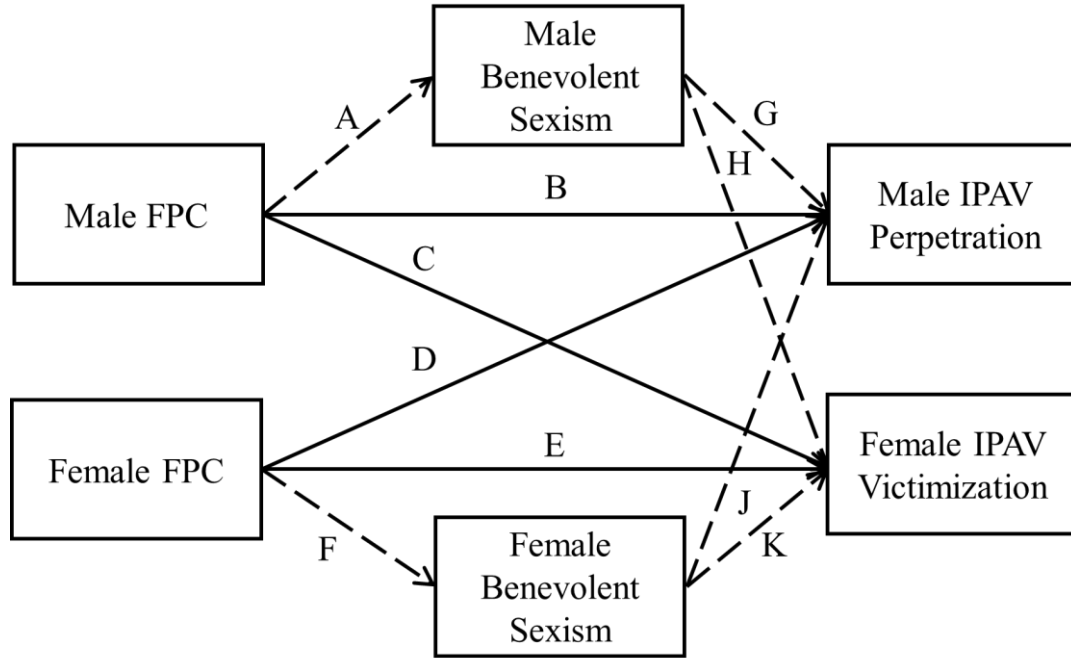 Male
Benevolent
Sexism
A
G
H
Male FPC
B
Male IPAV
Perpetration
C
D
Female FPC
E
Female IPAV
Victimization
F
J
K
Female
Benevolent
Sexism